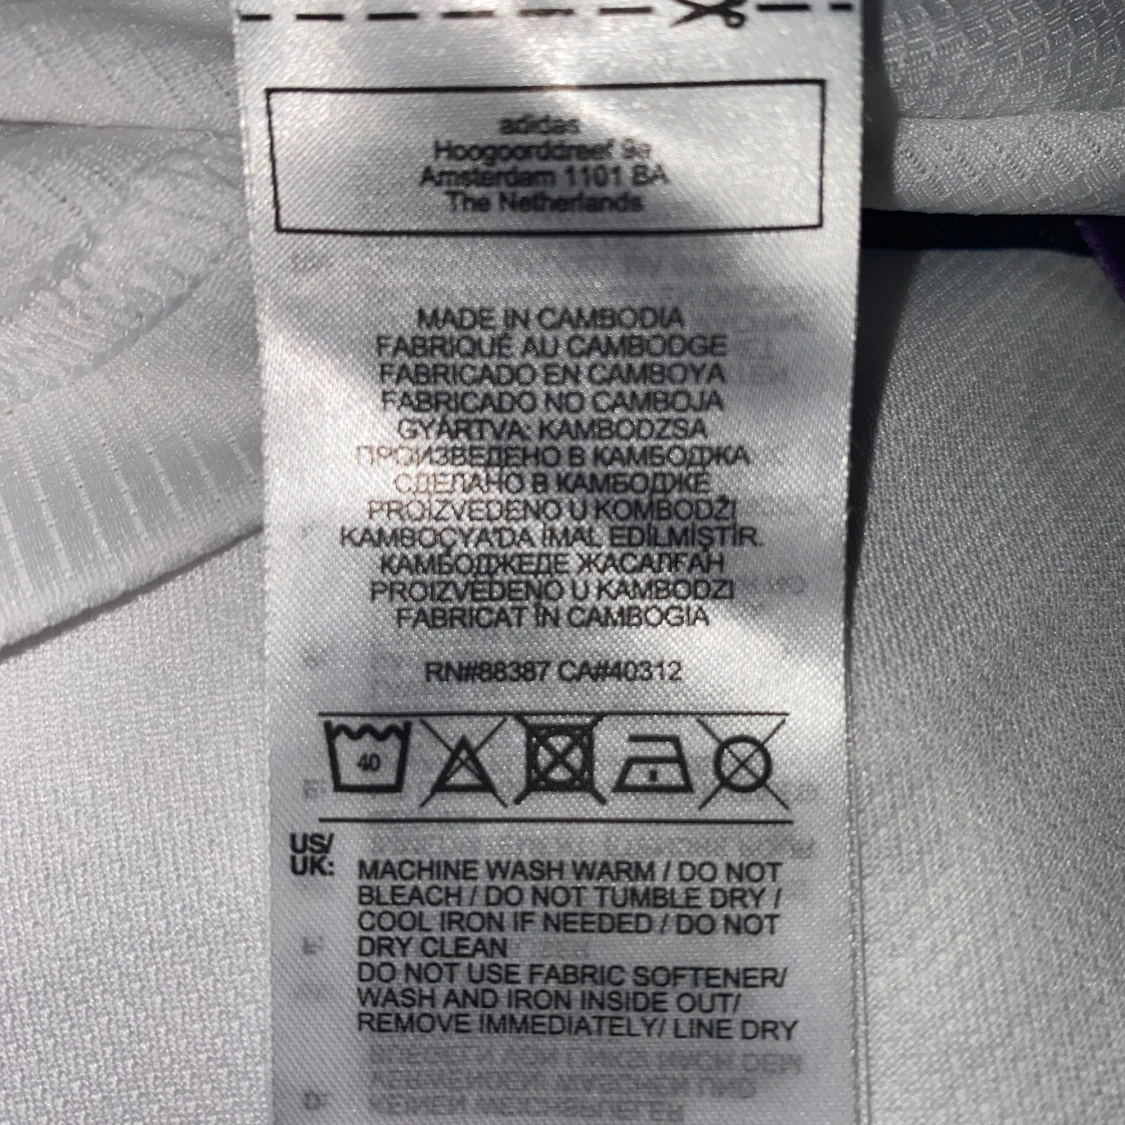 adidas
Hoogoorddreef 9a
Amsterdam 1101 BA
The Netherlands
MADE IN CAMBODIA
FABRIQUÉ AU CAMBODGE
FABRICADO EN CAMBOYA
FABRICADO NO CAMBOJA
GYÁRTVA: KAMBODZSA
ПРОИЗВЕДЕНО В КАМБОДЖА
СДЕЛАНО В КАМБОДЖЕ
PROIZVEDENO U KOMBODŽI
KAMBOÇYA'DA İMAL EDİLMİŞTİR.
КАМБОДЖЕДЕ ЖАСАЛҒАН
PROIZVEDENO U KAMBODZI
FABRICAT ÎN CAMBOGIA
RN#88387 CA#40312
40
US/
UK:
MACHINE WASH WARM / DO NOT
BLEACH / DO NOT TUMBLE DRY /
COOL IRON IF NEEDED / DO NOT
DRY CLEAN
DO NOT USE FABRIC SOFTENER/
WASH AND IRON INSIDE OUT/
REMOVE IMMEDIATELY/ LINE DRY